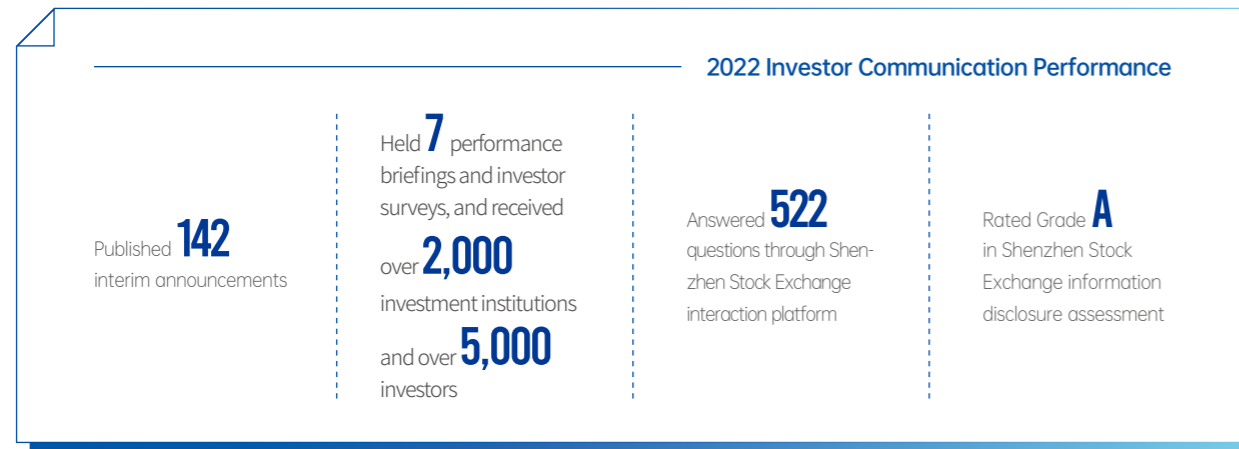 2022 Investor Communication Performance
Published 142
interim announcements
Held 7 performance
briefings and investor
surveys, and received
over 2,000
investment institutions
and over 5,000
investors
Answered 522
questions through Shen-
zhen Stock Exchange
interaction platform
Rated Grade A
in Shenzhen Stock
Exchange information
disclosure assessment